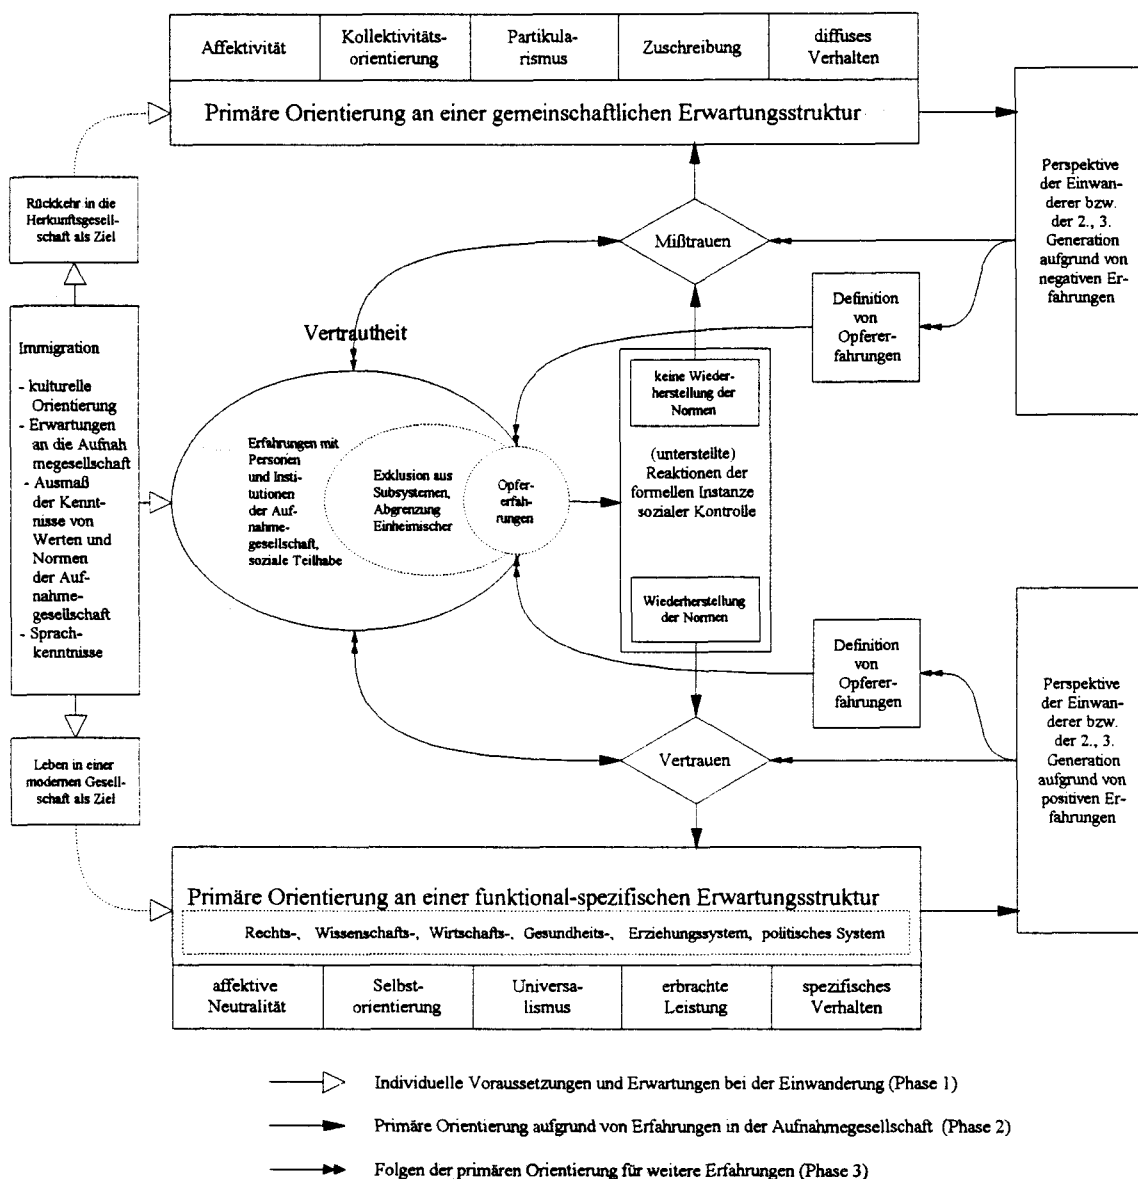 Affektivität
Kollektivitäts-
orientierung
Partikula-
rismus
Zuschreibung
diffuses
Verhalten
Primäre Orientierung an einer gemeinschaftlichen Erwartungsstruktur
Rückkehr in die
Herkunftsgesell-
schaft als Ziel
Immigration
- kulturelle
Orientierung
- Erwartungen
an die Aufnah
megesellschaft
- Ausmaß
der Kennt-
nisse von
Werten und
Normen
der Auf-
nahme-
gesellschaft
- Sprach-
kenntnisse
Leben in einer
modernen Gesell-
schaft als Ziel
Vertrautheit
Erfahrungen mit
Personen
und Insti-
tutionen
der Auf-
nahme-
gesellschaft,
soziale Teilhabe
Exklusion aus
Subsystemen,
Abgrenzung
Einheimischer
Opfer-
erfah-
rungen
Mißtrauen
keine Wieder-
herstellung der
Normen
(unterstellte)
Reaktionen der
formellen Instanze
sozialer Kontrolle
Wiederherstellung
der Normen
Vertrauen
Definition
von
Opferer-
fahrungen
Definition
von
Opferer-
fahrungen
Perspektive
der Einwan-
derer bzw.
der 2., 3.
Generation
aufgrund von
negativen Er-
fahrungen
Perspektive
der Einwan-
derer bzw.
der 2., 3.
Generation
aufgrund von
positiven Er-
fahrungen
Primäre Orientierung an einer funktional-spezifischen Erwartungsstruktur
Rechts-, Wissenschafts-, Wirtschafts-, Gesundheits-, Erziehungssystem, politisches System
affektive
Neutralität
Selbst-
orientierung
Universa-
lismus
erbrachte
Leistung
spezifisches
Verhalten
Individuelle Voraussetzungen und Erwartungen bei der Einwanderung (Phase 1)
Primäre Orientierung aufgrund von Erfahrungen in der Aufnahmegesellschaft (Phase 2)
Folgen der primären Orientierung für weitere Erfahrungen (Phase 3)